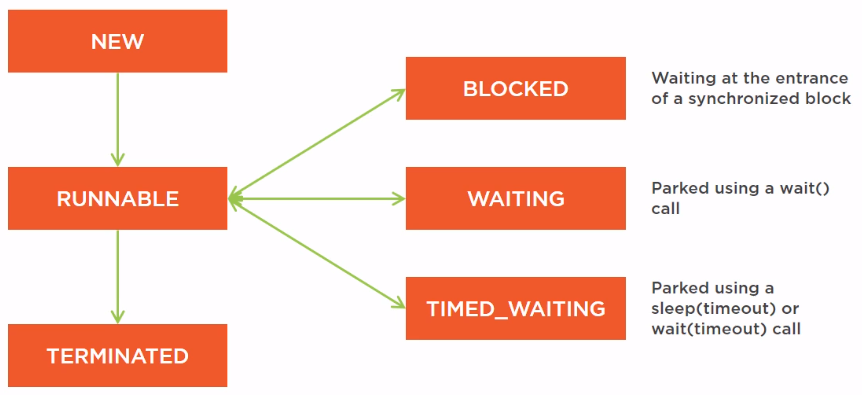 NEW
BLOCKED
Waiting at the entrance
of a synchronized block
RUNNABLE
WAITING
Parked using a wait()
call
TIMED_WAITING
Parked using a
sleep(timeout) or
wait(timeout) call
TERMINATED